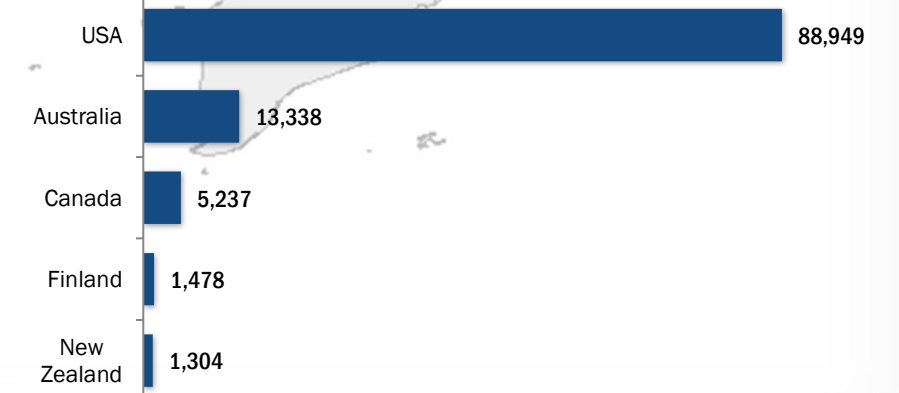 USA 88,949
Australia 13,338
Canada 5,237
Finland 1,478
New
Zealand 1,304